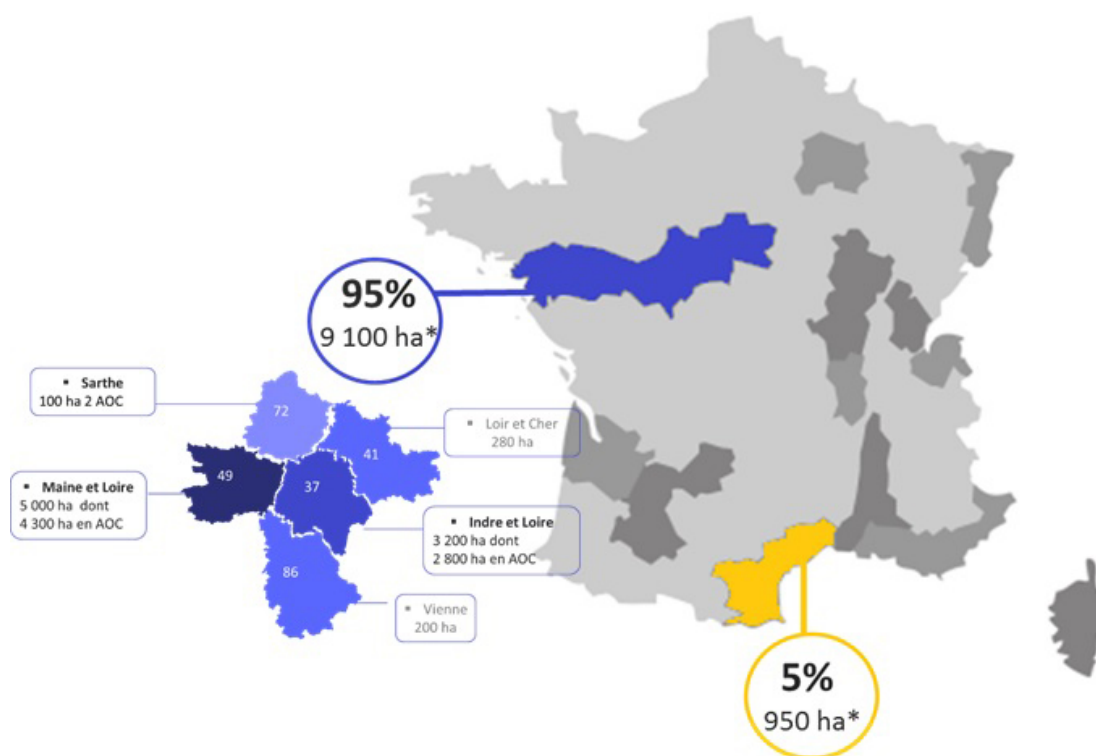 95%
9 100 ha*
▪ Sarthe
100 ha 2 AOC
72
▪ Loir et Cher
280 ha
41
49
▪ Maine et Loire
5 000 ha dont
4 300 ha en AOC
37
▪ Indre et Loire
3 200 ha dont
2 800 ha en AOC
86
▪ Vienne
200 ha
5%
950 ha*